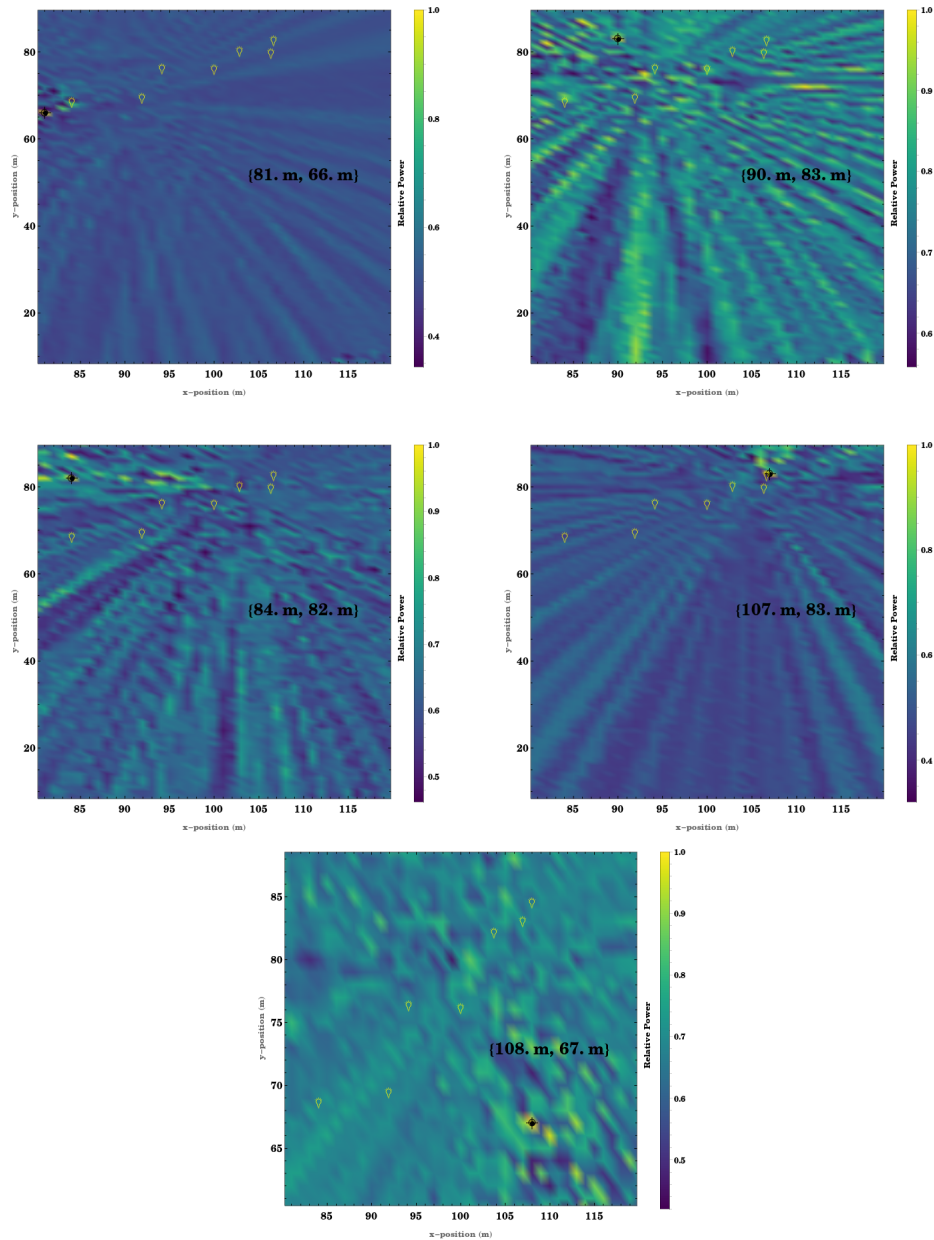 80
60
40
20
85 90 95 100 105 110 115
x-position (m)
y-position (m)
{81. m, 66. m}
1.0
0.8
0.6
0.4
Relative Power
80
60
40
20
85 90 95 100 105 110 115
x-position (m)
y-position (m)
{90. m, 83. m}
1.0
0.9
0.8
0.7
0.6
Relative Power
80
60
40
20
85 90 95 100 105 110 115
x-position (m)
y-position (m)
{84. m, 82. m}
1.0
0.9
0.8
0.7
0.6
0.5
Relative Power
80
60
40
20
85 90 95 100 105 110 115
x-position (m)
y-position (m)
{107. m, 83. m}
1.0
0.8
0.6
0.4
Relative Power
85
80
75
70
65
85 90 95 100 105 110 115
x-position (m)
y-position (m)
{108. m, 67. m}
1.0
0.9
0.8
0.7
0.6
0.5
Relative Power